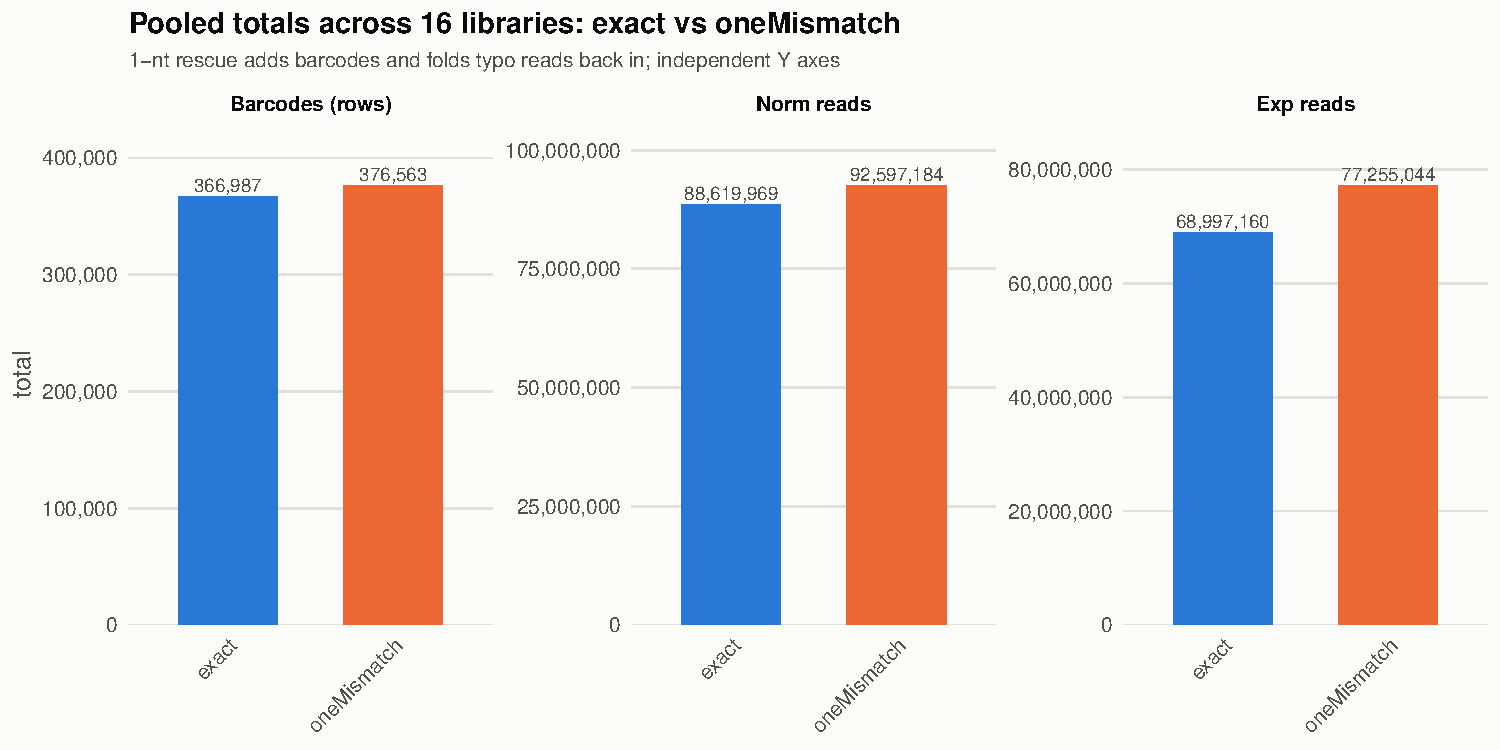 Pooled totals across 16 libraries: exact vs oneMismatch
1−nt rescue adds barcodes and folds typo reads back in; independent Y axes
Barcodes (rows)
Norm reads
Exp reads
total
400,000
300,000
200,000
100,000
0
366,987
376,563
exact
oneMismatch
100,000,000
75,000,000
50,000,000
25,000,000
0
88,619,969
92,597,184
exact
oneMismatch
80,000,000
60,000,000
40,000,000
20,000,000
0
68,997,160
77,255,044
exact
oneMismatch